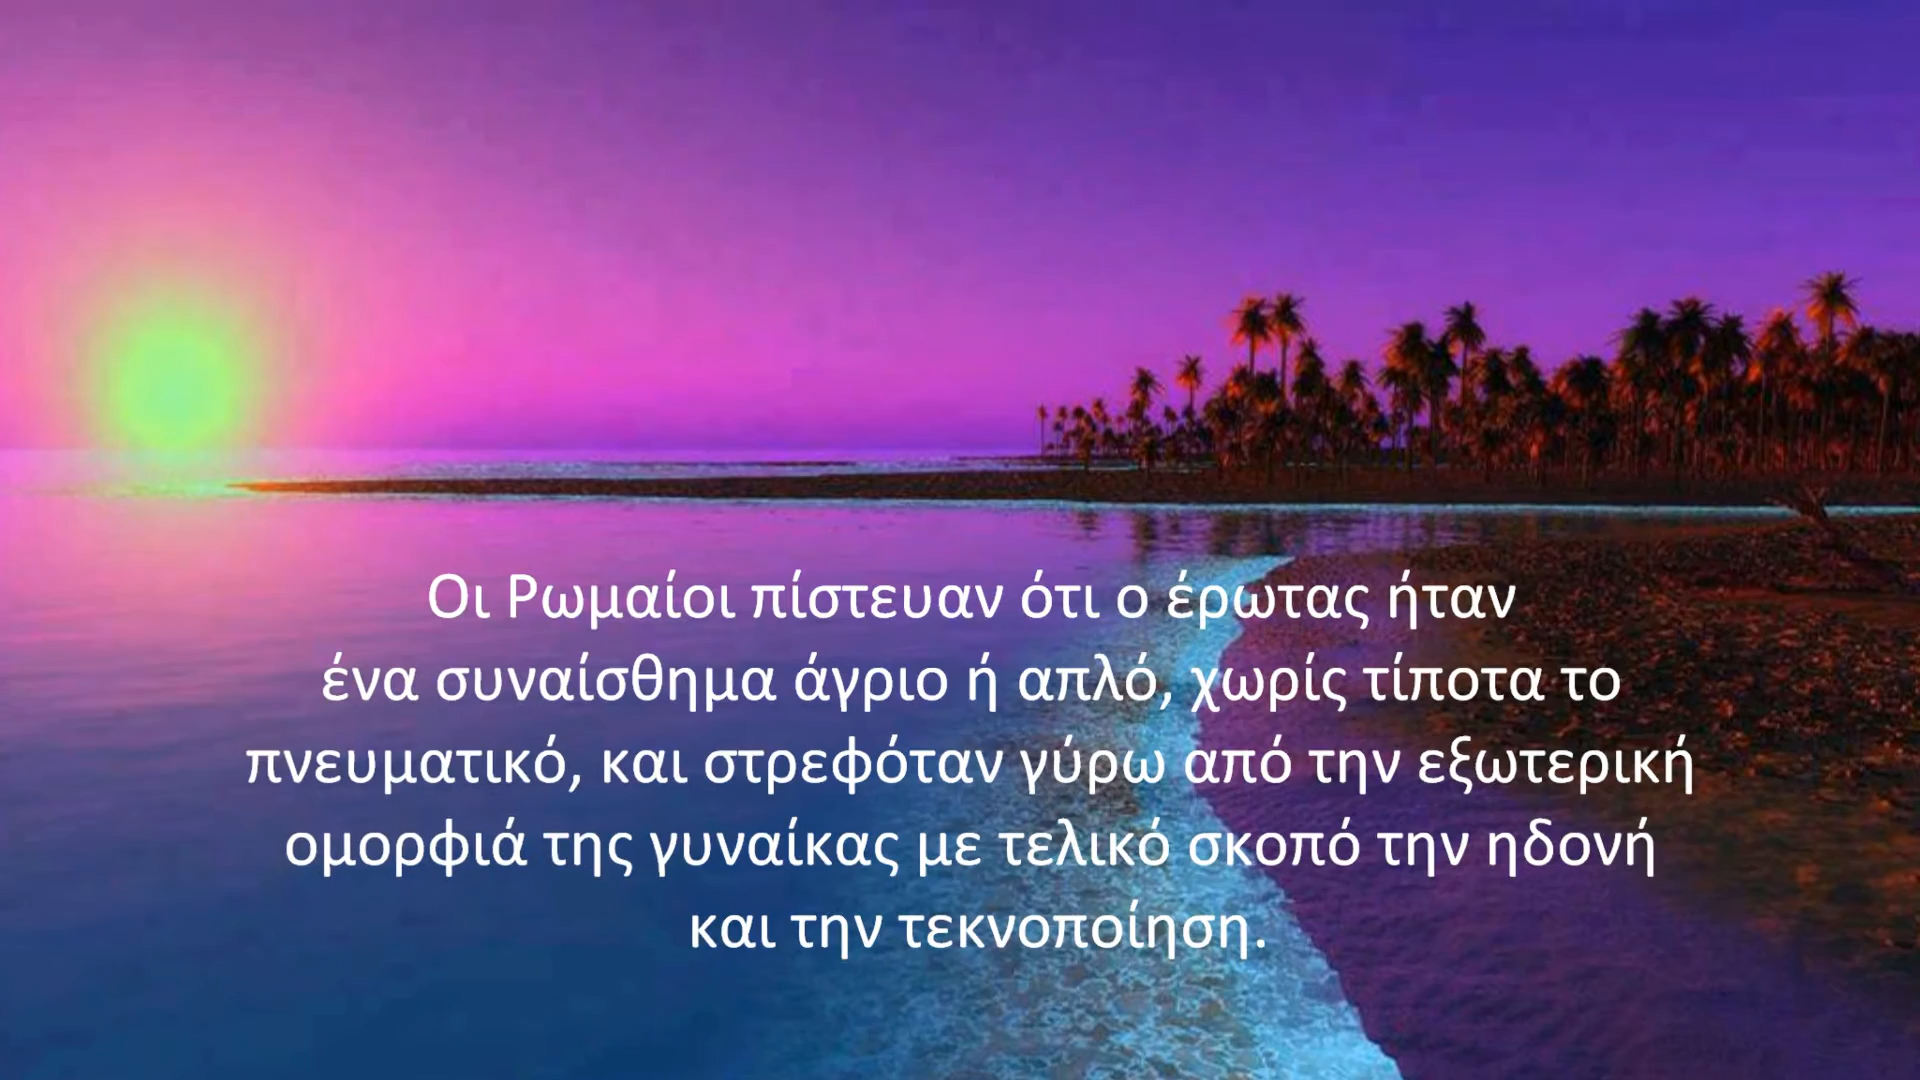 Οι Ρωμαίοι πίστευαν ότι ο έρωτας ήταν
ένα συναίσθημα άγριο ή απλό, χωρίς τίποτα το
πνευματικό, και στρεφόταν γύρω από την εξωτερική
ομορφιά της γυναίκας με τελικό σκοπό την ηδονή
και την τεκνοποίηση.